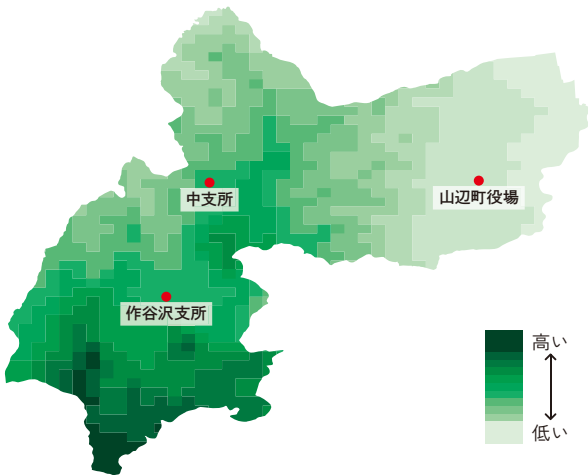 中支所
山辺町役場
作谷沢支所
高い
低い